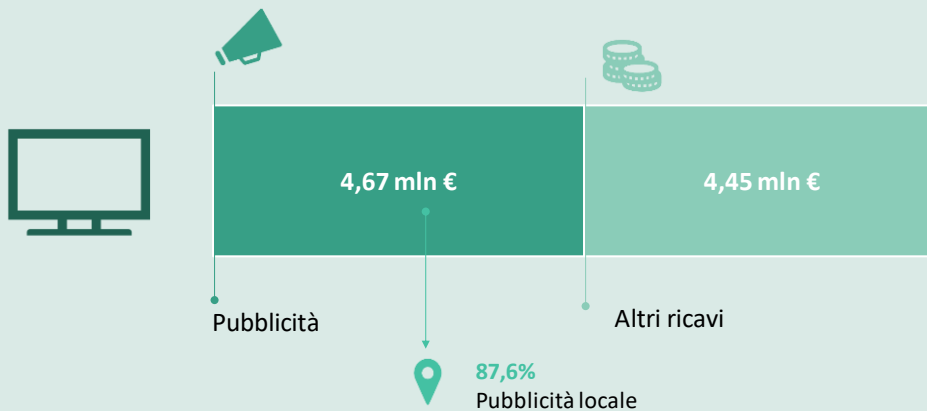 4,67 mln €
4,45 mln €
Pubblicità
Altri ricavi
87,6%
Pubblicità locale